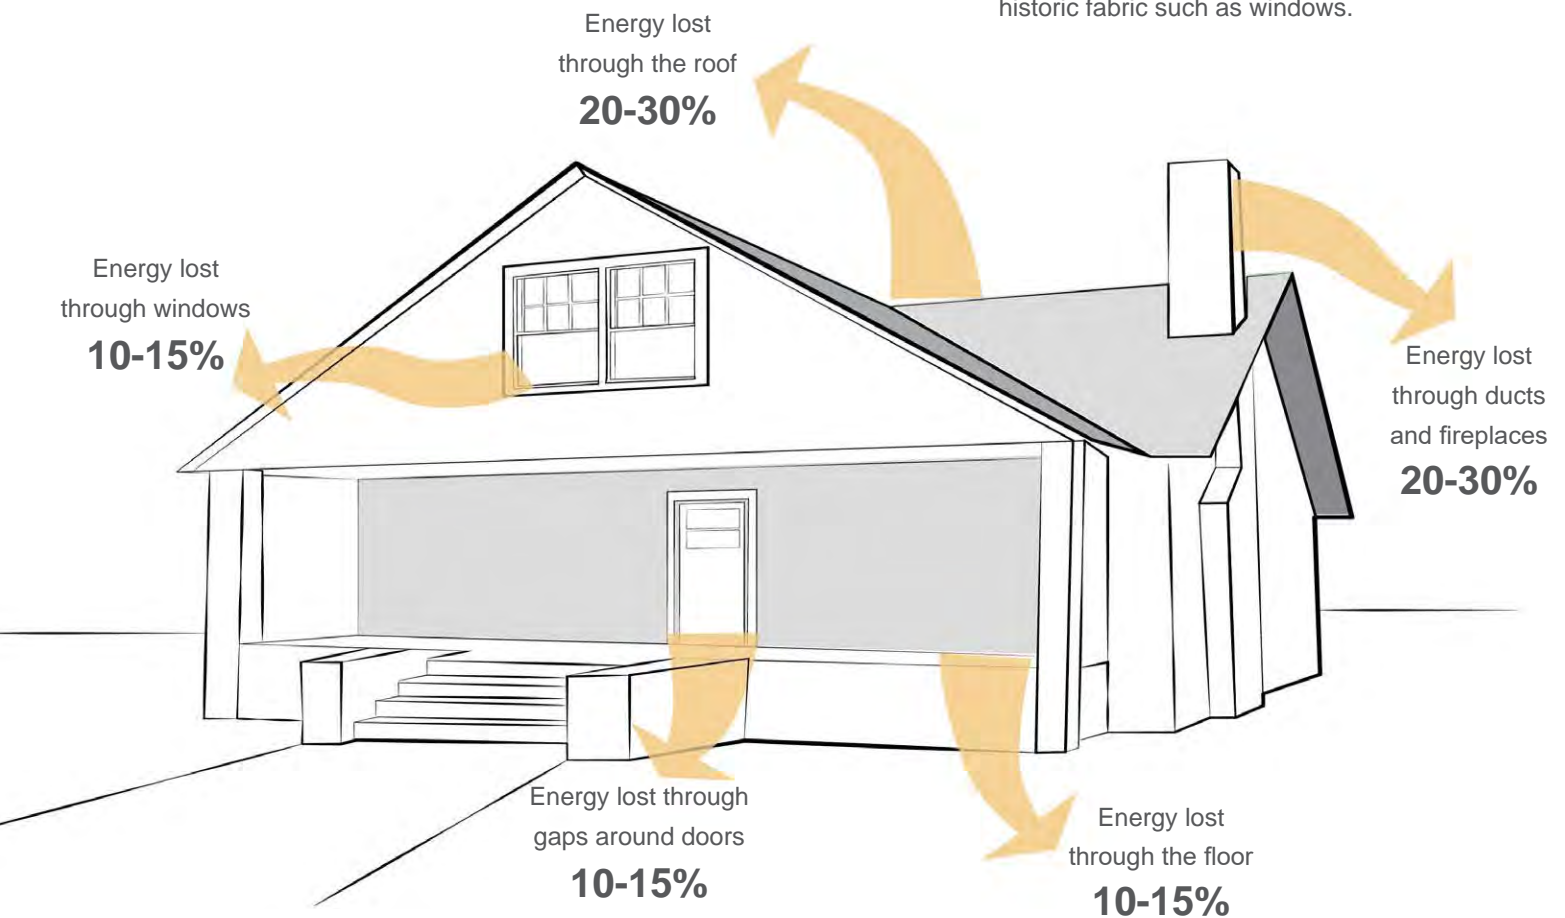 historic fabric such as windows.
Energy lost
through the roof
20-30%
Energy lost
through windows
10-15%
Energy lost
through ducts
and fireplaces
20-30%
Energy lost through
gaps around doors
10-15%
Energy lost
through the floor
10-15%